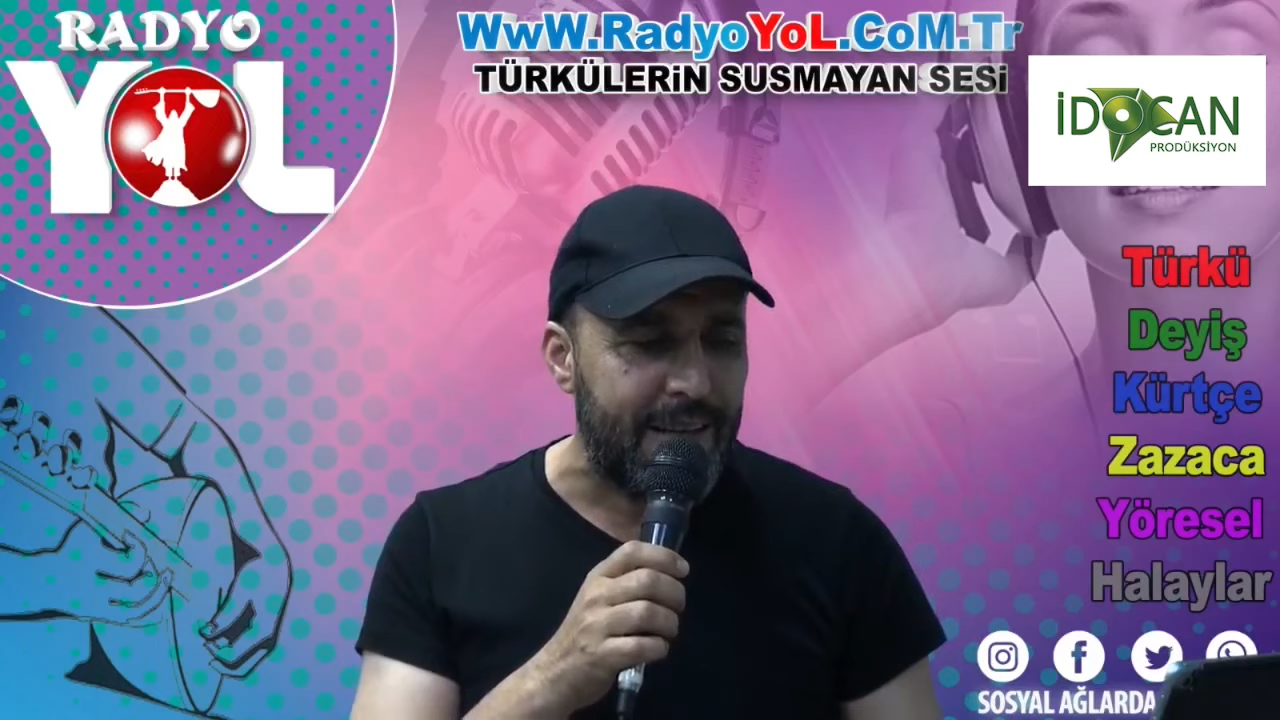 RADYO
YOL
WwW.RadyoYoL.CoM.Tr
TÜRKÜLERiN SUSMAYAN SESi
İDOCAN
PRODÜKSİYON
Türkü
Deyiş
Kürtçe
Zazaca
Yöresel
Halaylar
SOSYAL AĞLARDA